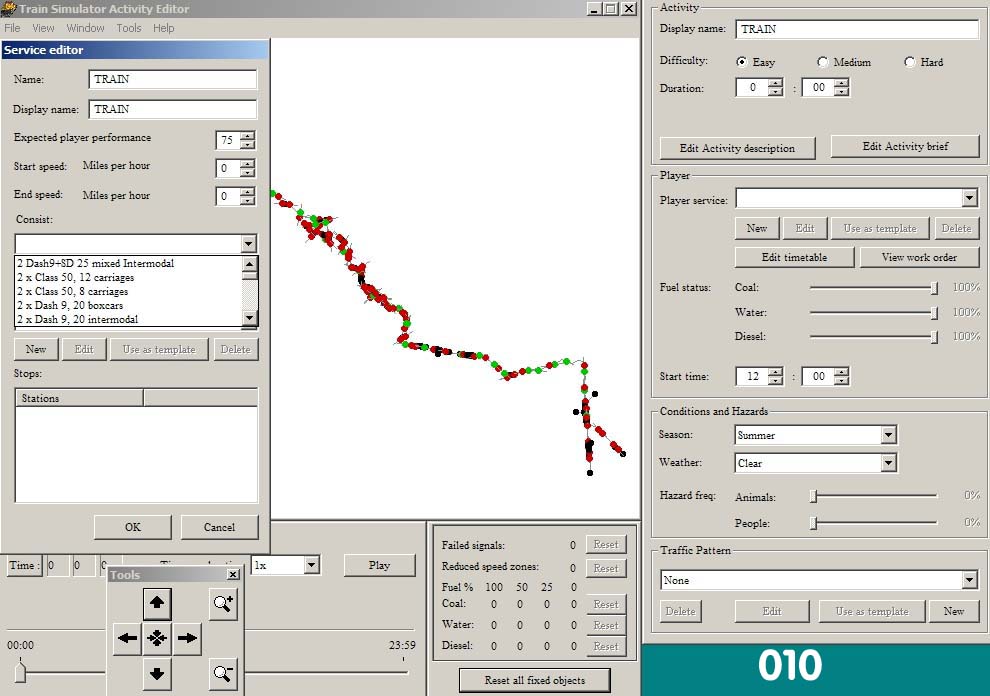 Train Simulator Activity Editor
File View Window Tools Help
Service editor
Name: TRAIN
Display name: TRAIN
Expected player performance 75
Start speed: Miles per hour 0
End speed: Miles per hour 0
Consist:
2 Dash9+8D 25 mixed Intermodal
2 x Class 50, 12 carriages
2 x Class 50, 8 carriages
2 x Dash 9, 20 boxcars
2 x Dash 9, 20 intermodal
New Edit Use as template Delete
Stops:
Stations
OK Cancel
Time : 0 0 0 1x Play
Tools
00:00 23:59
Failed signals: 0 Reset
Reduced speed zones: 0 Reset
Fuel % 100 50 25 0
Coal: 0 0 0 0 Reset
Water: 0 0 0 0 Reset
Diesel: 0 0 0 0 Reset
Reset all fixed objects
Activity
Display name: TRAIN
Difficulty: Easy Medium Hard
Duration: 0 : 00
Edit Activity description Edit Activity brief
Player
Player service:
New Edit Use as template Delete
Edit timetable View work order
Fuel status: Coal: 100%
Water: 100%
Diesel: 100%
Start time: 12 : 00
Conditions and Hazards
Season: Summer
Weather: Clear
Hazard freq: Animals: 0%
People: 0%
Traffic Pattern
None
Delete Edit Use as template New
010